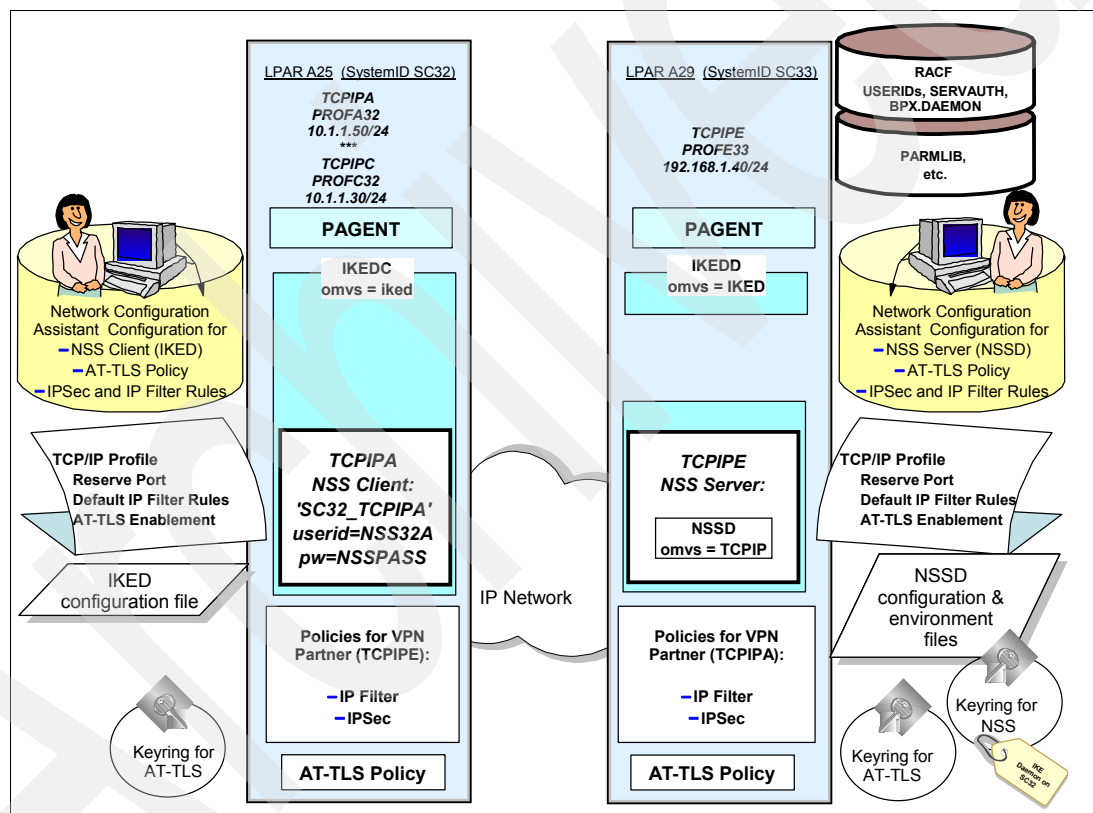 LPAR A25 (SystemID SC32)
TCPIPA
PROFA32
10.1.1.50/24
***
TCPIPC
PROFC32
10.1.1.30/24
PAGENT
IKEDC
omvs = iked
TCPIPA
NSS Client:
'SC32_TCPIPA'
userid=NSS32A
pw=NSSPASS
Policies for VPN
Partner (TCPIPE):
– IP Filter
– IPSec
AT-TLS Policy
LPAR A29 (SystemID SC33)
TCPIPE
PROFE33
192.168.1.40/24
PAGENT
IKEDD
omvs = IKED
TCPIPE
NSS Server:
NSSD
omvs = TCPIP
Policies for VPN
Partner (TCPIPA):
– IP Filter
– IPSec
AT-TLS Policy
RACF
USERIDs, SERVAUTH,
BPX.DAEMON
PARMLIB,
etc.
Network Configuration
Assistant Configuration for
– NSS Client (IKED)
– AT-TLS Policy
– IPSec and IP Filter Rules
TCP/IP Profile
Reserve Port
Default IP Filter Rules
AT-TLS Enablement
IKED
configuration file
Keyring for
AT-TLS
IP Network
Network Configuration
Assistant Configuration for
– NSS Server (NSSD)
– AT-TLS Policy
– IPSec and IP Filter Rules
TCP/IP Profile
Reserve Port
Default IP Filter Rules
AT-TLS Enablement
NSSD
configuration &
environment
files
Keyring for
NSS
Keyring for
AT-TLS
IKE
Daemon on
SC32